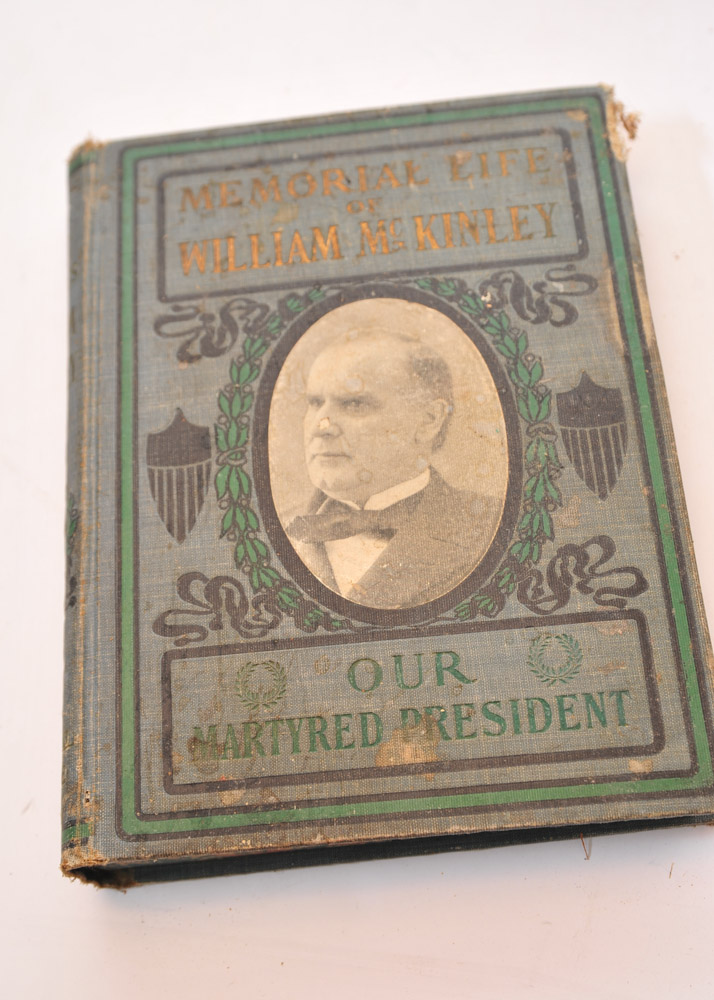 MEMORIAL LIFE
OF
WILLIAM McKINLEY
OUR
MARTYRED PRESIDENT